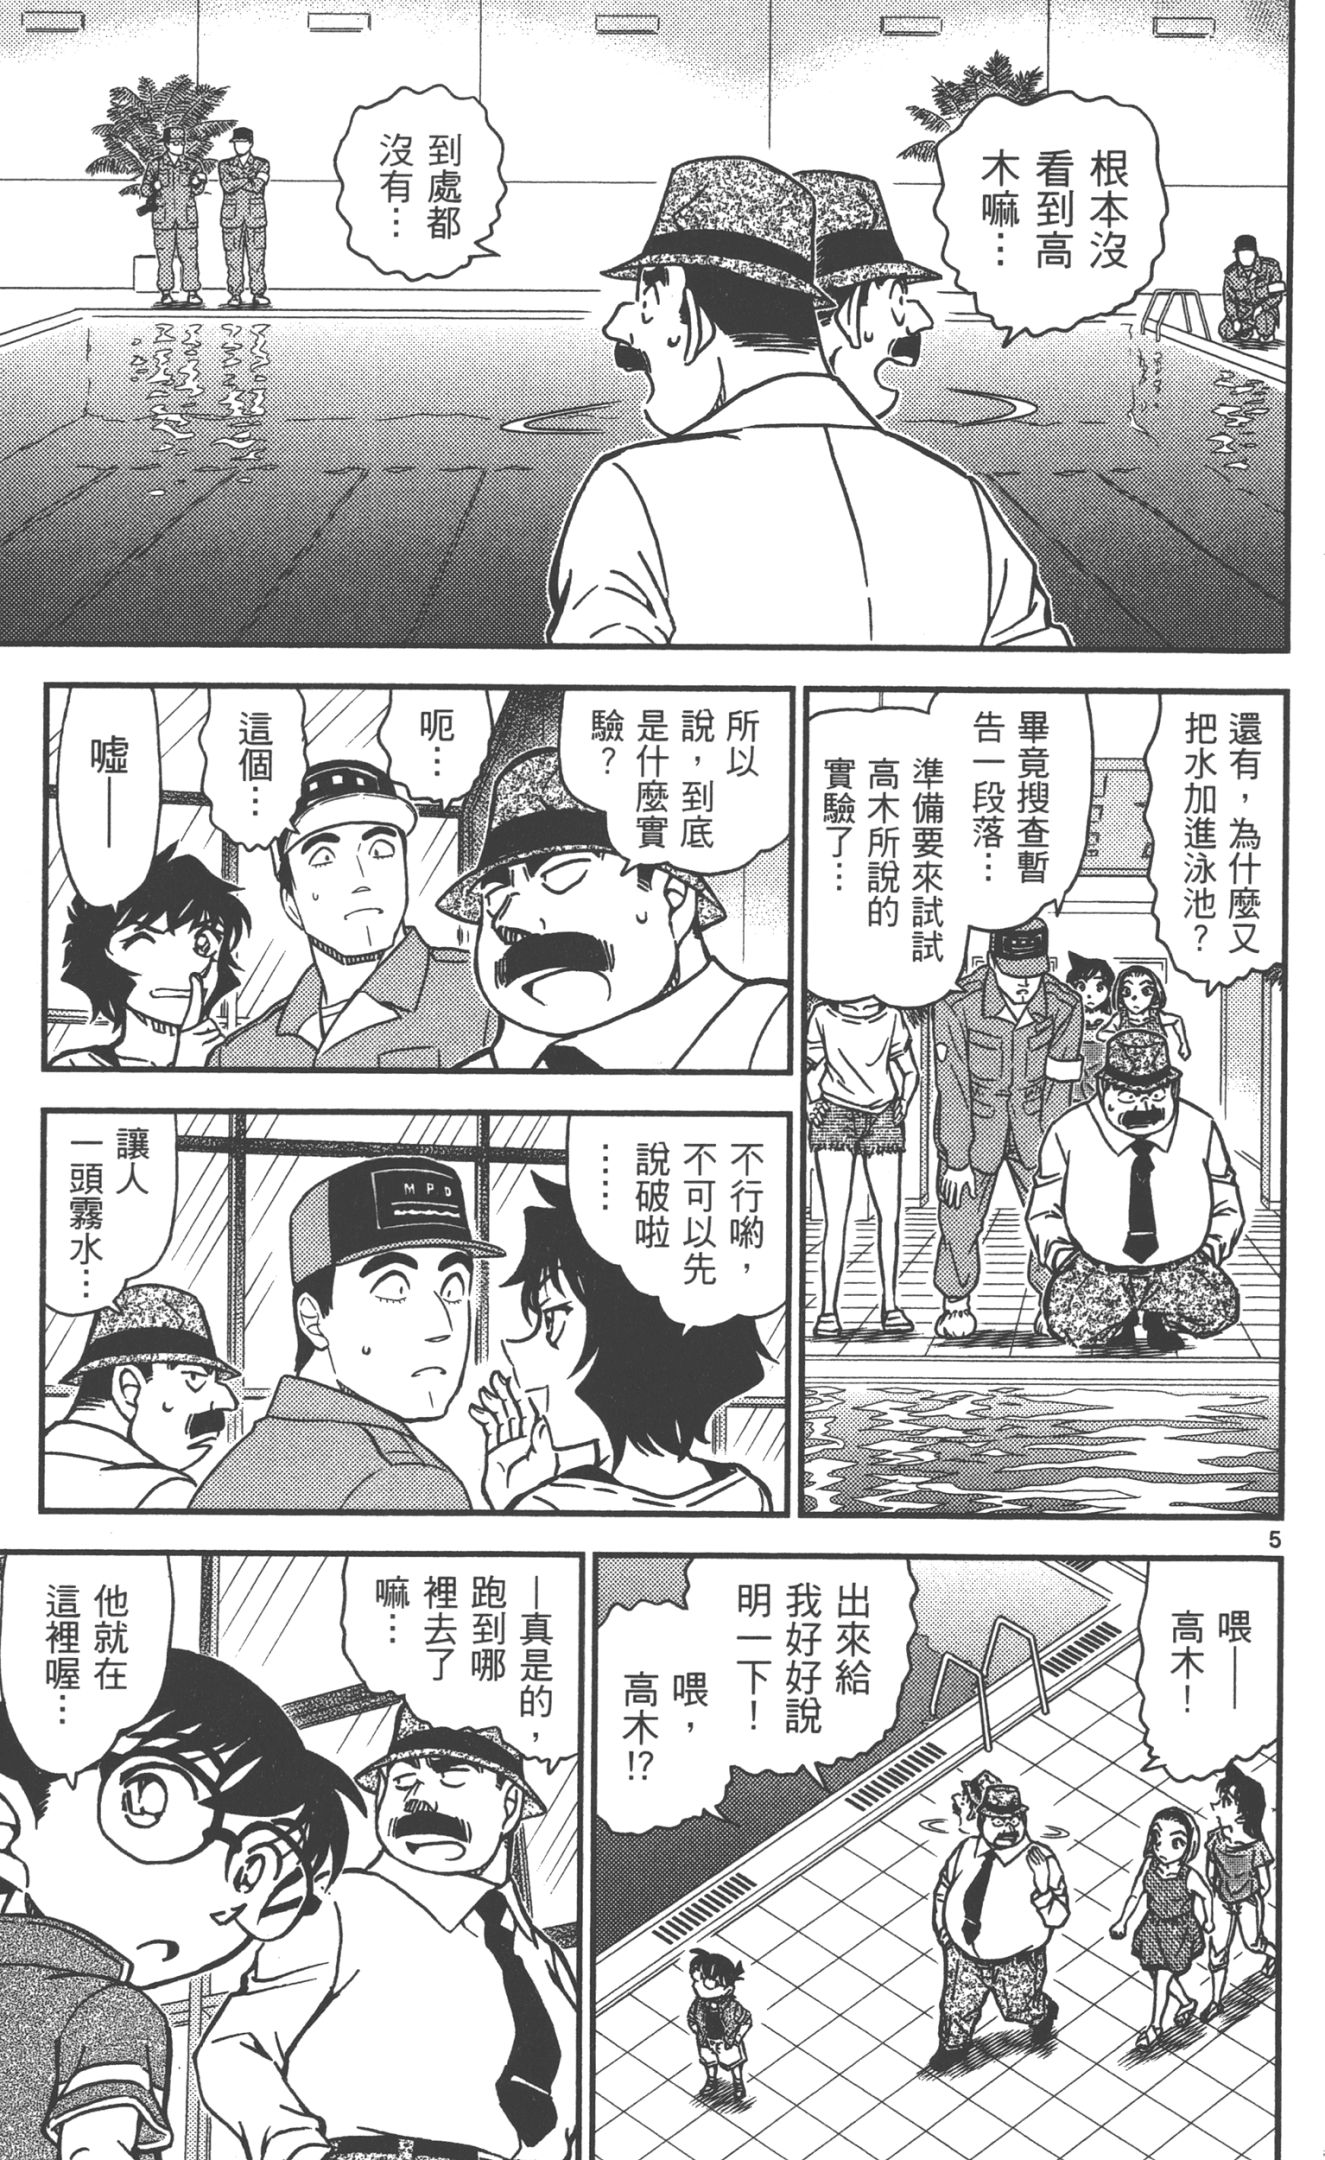 根本沒
看到高
木嘛…
到處都
沒有…
還有，為什麼又
把水加進泳池？
畢竟搜查暫
告一段落…
準備要來試試
高木所說的
實驗了…
所以
說，到底
是什麼實
驗？
呃…
這個…
噓——
不行喲，
不可以先
說破啦
……
MPD
讓人
一頭霧水…
5
喂——
高木！
出來給
我好好說
明一下！
喂，
高木!?
—真是的，
跑到哪
裡去了
嘛…
他就在
這裡喔…